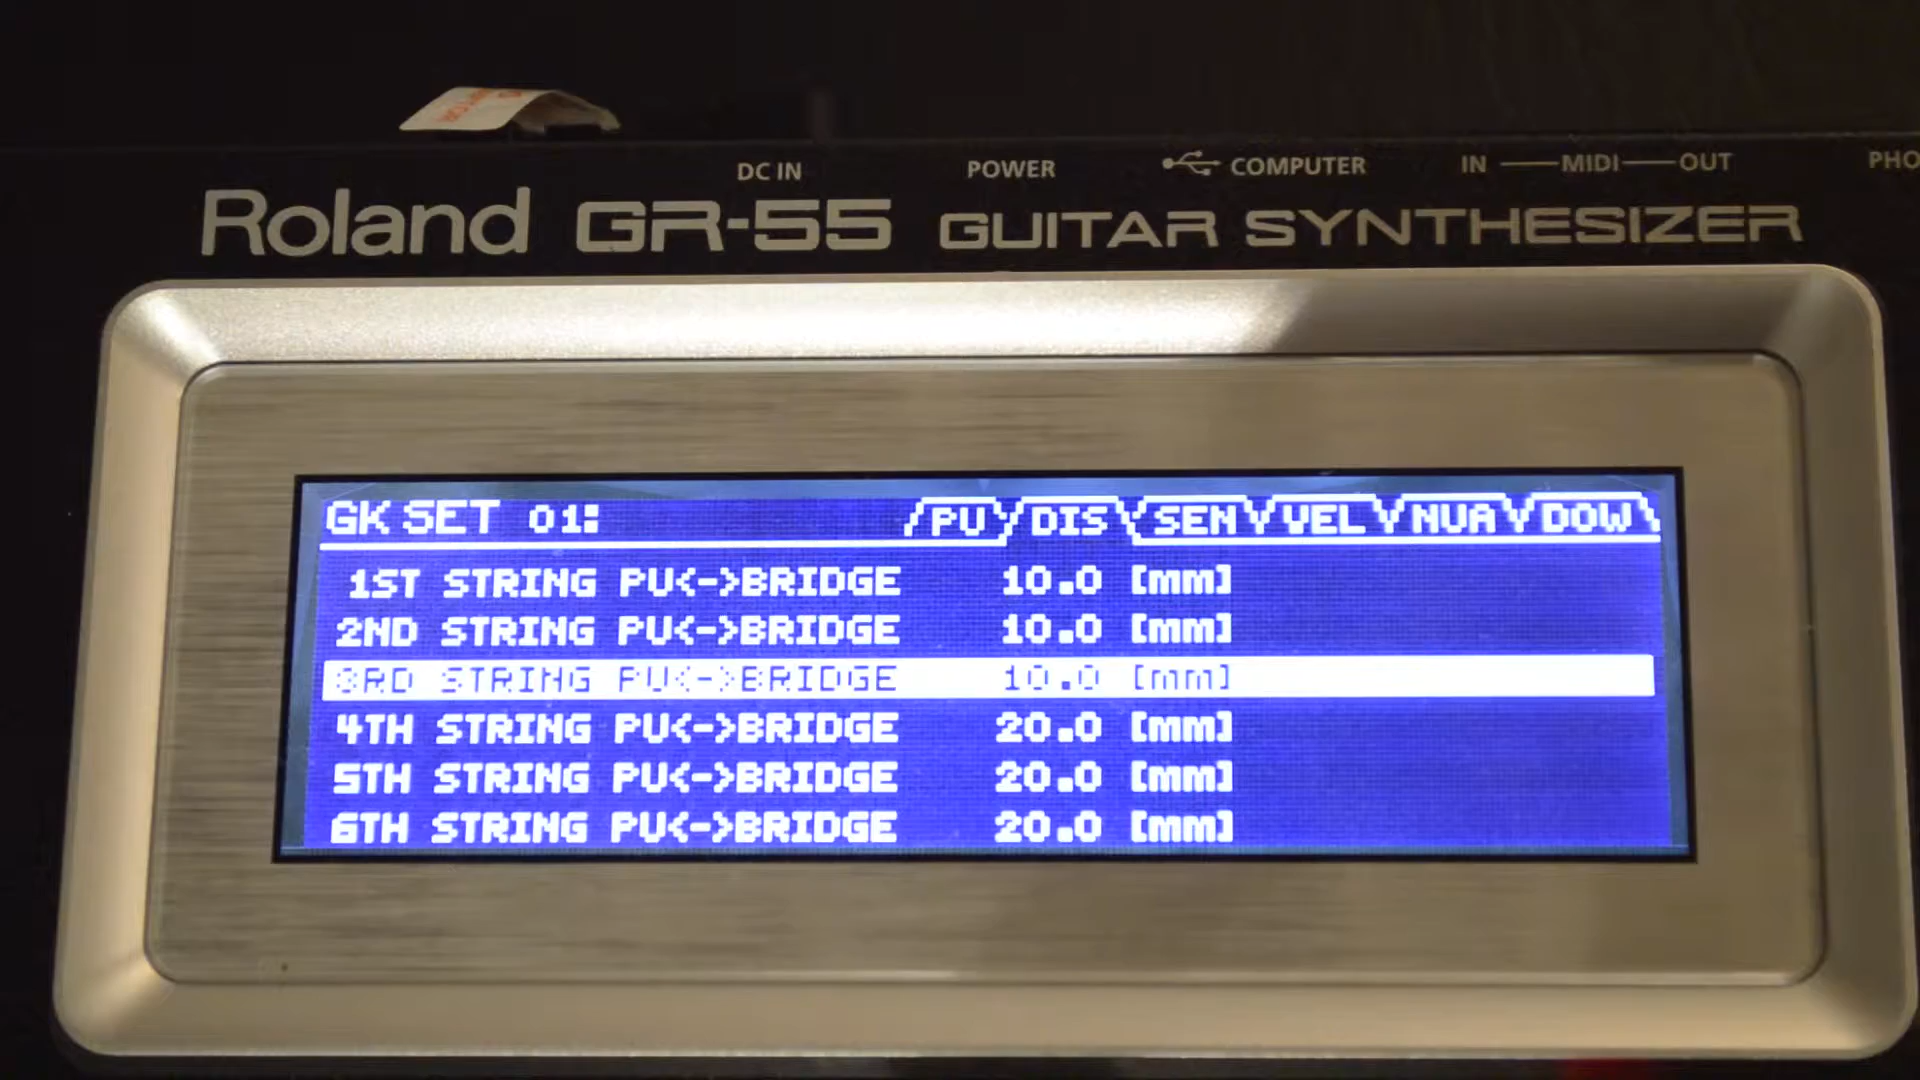 DC IN POWER COMPUTER IN MIDI OUT PHO
Roland GR-55 GUITAR SYNTHESIZER
GK SET 01: PU DIS SEN VEL NUA DOW
1ST STRING PU<->BRIDGE 10.0 [mm]
2ND STRING PU<->BRIDGE 10.0 [mm]
3RD STRING PU<->BRIDGE 10.0 [mm]
4TH STRING PU<->BRIDGE 20.0 [mm]
5TH STRING PU<->BRIDGE 20.0 [mm]
6TH STRING PU<->BRIDGE 20.0 [mm]